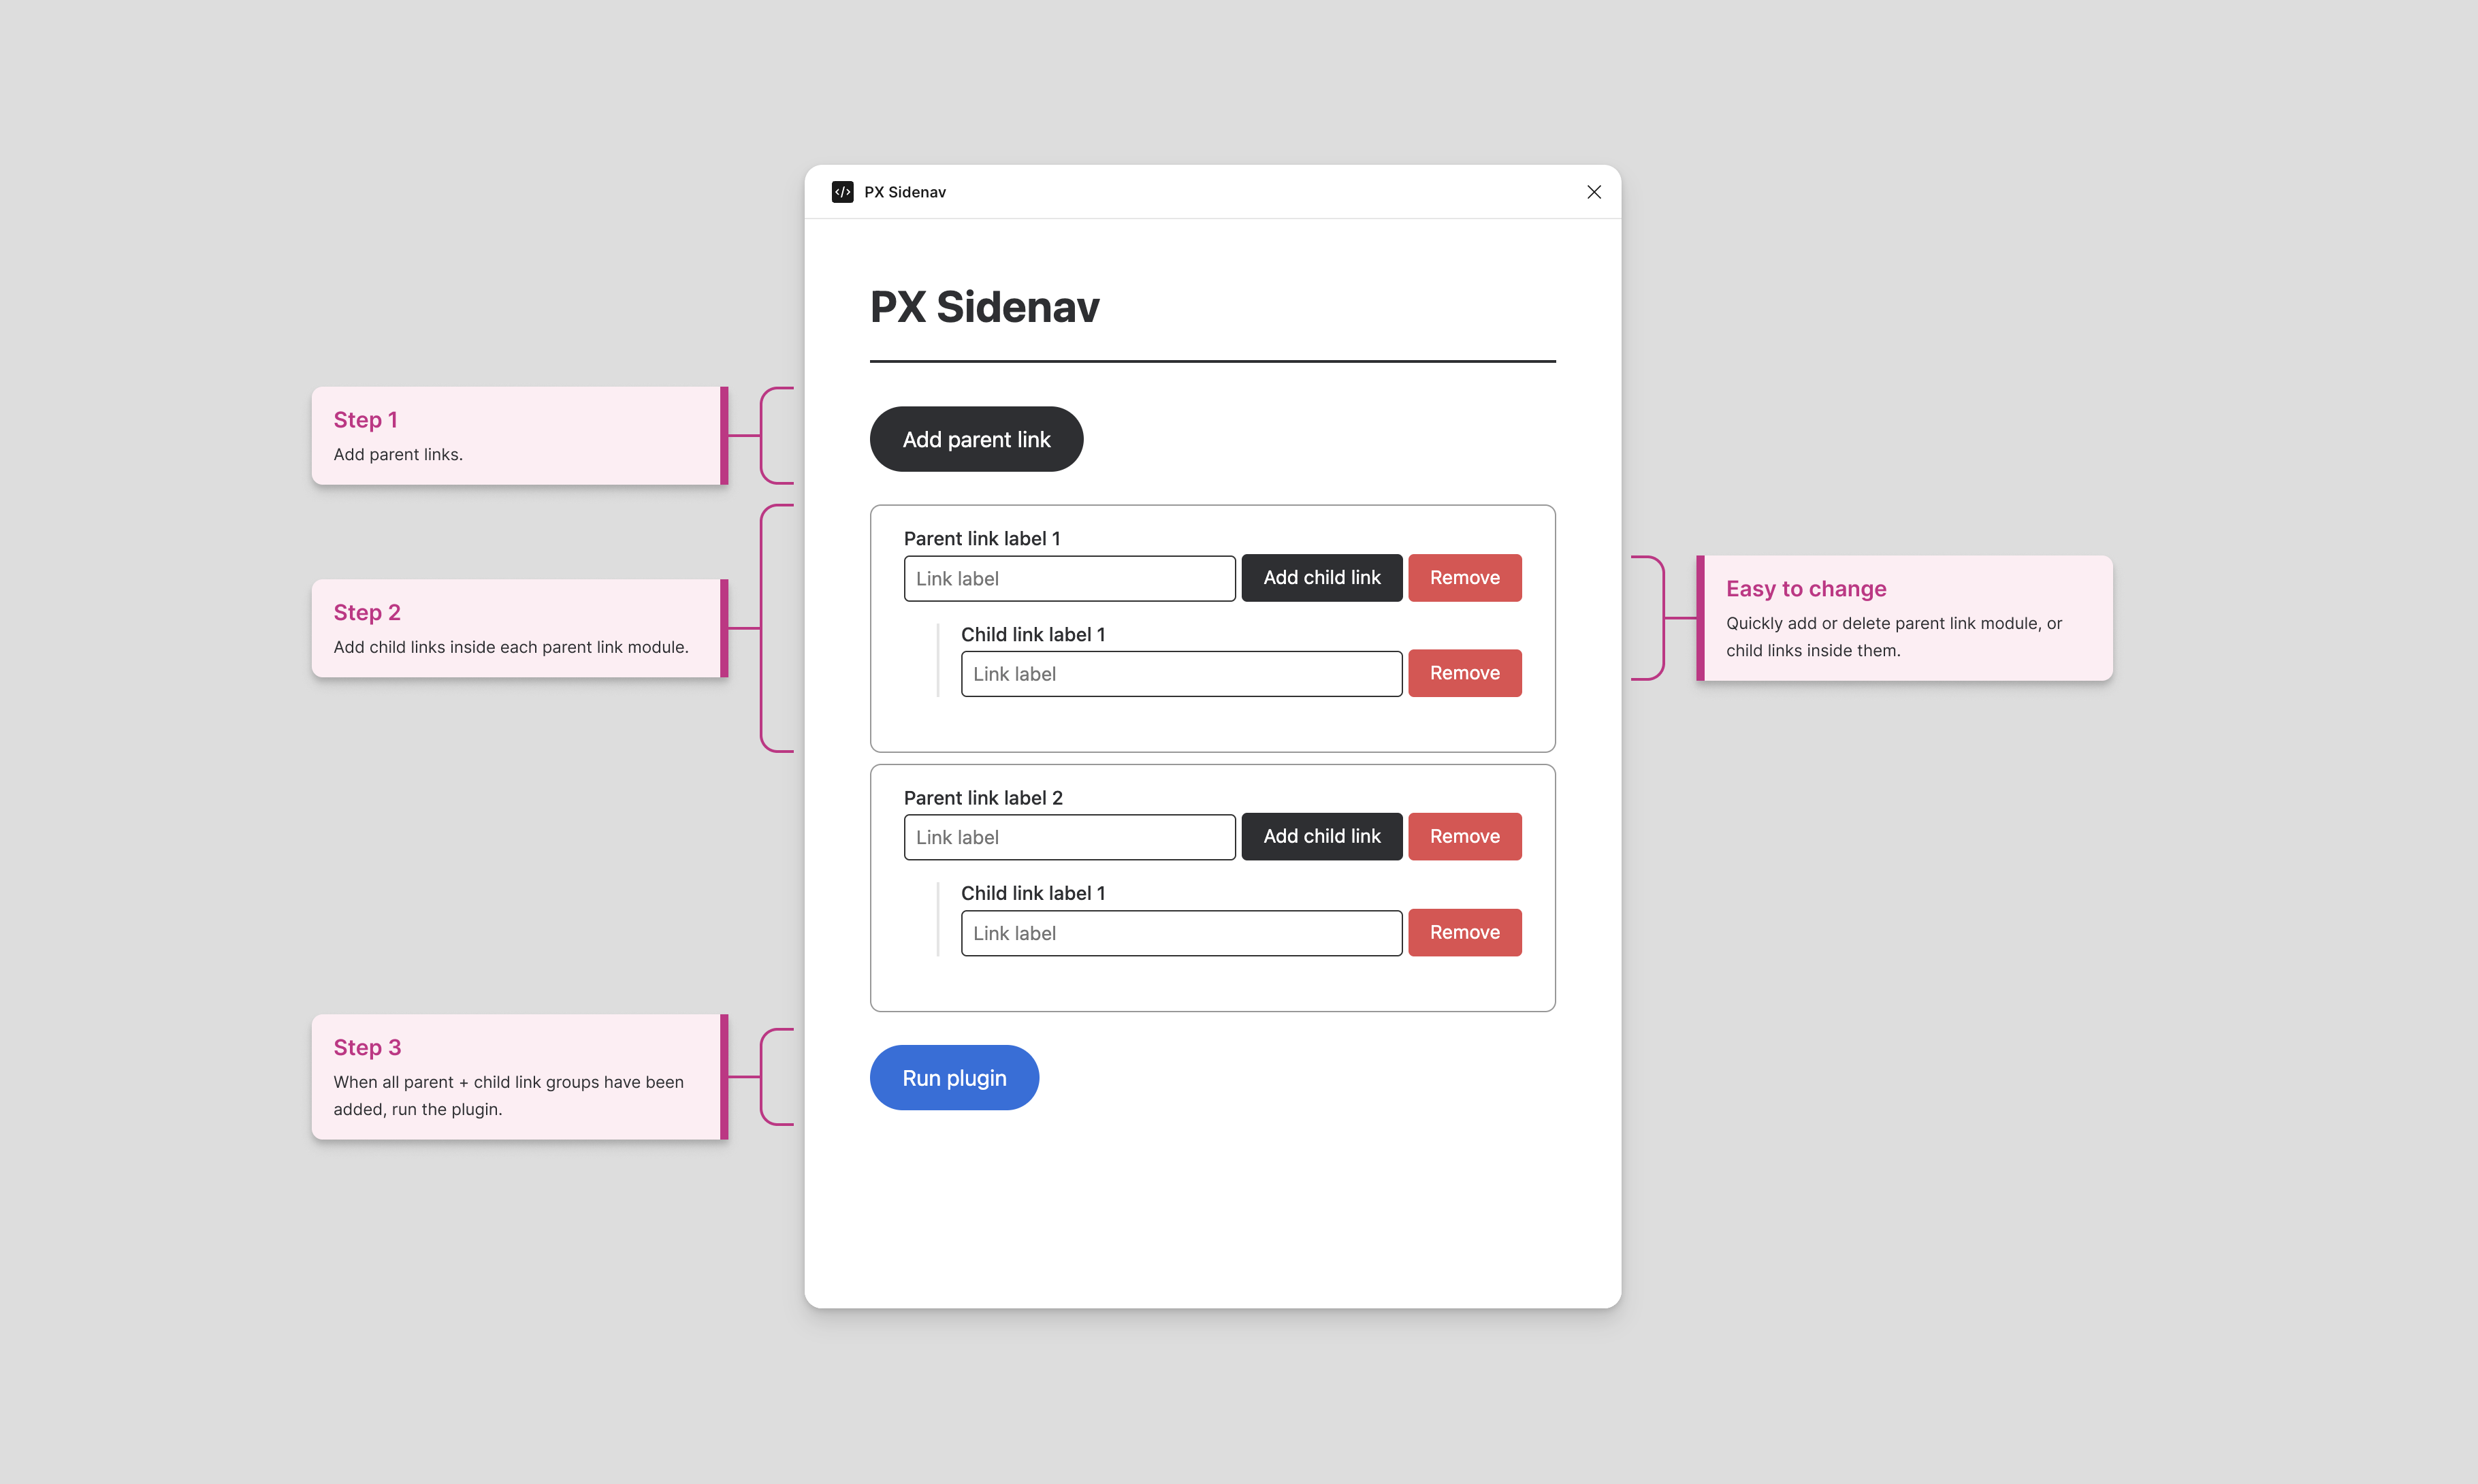 PX Sidenav
PX Sidenav
Step 1
Add parent links.
Add parent link
Step 2
Add child links inside each parent link module.
Parent link label 1
Link label
Add child link
Remove
Child link label 1
Link label
Remove
Easy to change
Quickly add or delete parent link module, or
child links inside them.
Parent link label 2
Link label
Add child link
Remove
Child link label 1
Link label
Remove
Step 3
When all parent + child link groups have been
added, run the plugin.
Run plugin